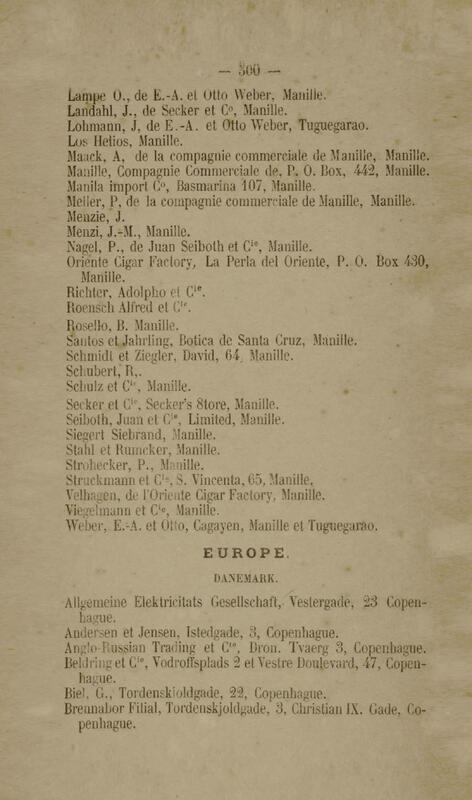 — 300 —
Lampe O., de E.-A. et Otto Weber, Manille.
Landahl, J., de Secker et Co, Manille.
Lohmann, J, de E.-A. et Otto Weber, Tuguegarao.
Los Helios, Manille.
Maack, A, de la compagnie commerciale de Manille, Manille.
Manille, Compagnie Commerciale de, P. O. Box, 442, Manille.
Manila import Co, Basmarina 107, Manille.
Meller, P, de la compagnie commerciale de Manille, Manille.
Menzie, J.
Menzi, J.-M., Manille.
Nagel, P., de Juan Seiboth et Cie, Manille.
Oriente Cigar Factory, La Perla del Oriente, P. O. Box 430,
Manille.
Richter, Adolpho et Cie.
Roensch Alfred et Cie.
Rosello, B. Manille.
Santos et Jahrling, Botica de Santa Cruz, Manille.
Schmidt et Ziegler, David, 64, Manille.
Schubert, R,.
Schulz et Cie, Manille.
Secker et Cie, Secker's 8tore, Manille.
Seiboth, Juan et Cie, Limited, Manille.
Siegert Siebrand, Manille.
Stahl et Rumcker, Manille.
Strohecker, P., Manille.
Struckmann et Cie, S. Vincenta, 65, Manille,
Velhagen, de l'Oriente Cigar Factory, Manille.
Viegelmann et Cie, Manille.
Weber, E.-A. et Otto, Cagayen, Manille et Tuguegarao.
EUROPE.
DANEMARK.
Allgemeine Elektricitats Gesellschaft, Vestergade, 23 Copen-
hague.
Andersen et Jensen, Istedgade, 3, Copenhague.
Anglo-Russian Trading et Cie, Dron. Tvaerg 3, Copenhague.
Beldring et Cie, Vodroffsplads 2 et Vestre Doulevard, 47, Copen-
hague.
Biel, G., Tordenskioldgade, 22, Copenhague.
Brennabor Filial, Tordenskjoldgade, 3, Christian IX. Gade, Co-
penhague.